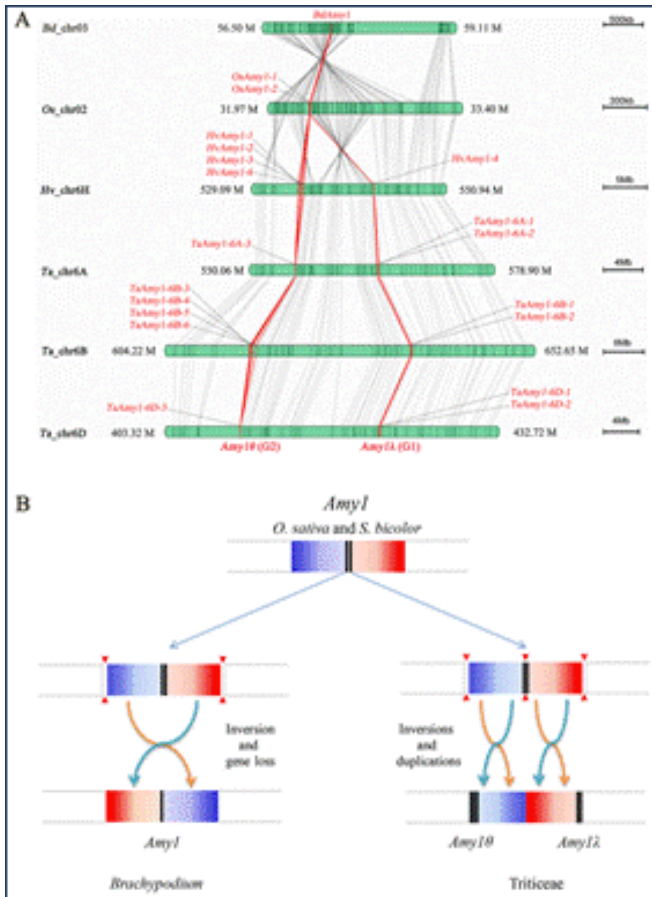 A
BdAmy1
Bd_chr03
56.50 M
59.11 M
OsAmy1-1
OsAmy1-2
Os_chr02
31.97 M
33.40 M
300kb
HvAmy1-1
HvAmy1-2
HvAmy1-3
HvAmy1-6
HvAmy1-4
Hv_chr6H
529.09 M
550.94 M
5Mb
TaAmy1-6A-3
TaAmy1-6A-1
TaAmy1-6A-2
Ta_chr6A
550.06 M
578.90 M
4Mb
TaAmy1-6B-3
TaAmy1-6B-4
TaAmy1-6B-5
TaAmy1-6B-6
TaAmy1-6B-1
TaAmy1-6B-2
Ta_chr6B
604.22 M
652.65 M
TaAmy1-6D-3
TaAmy1-6D-1
TaAmy1-6D-2
Ta_chr6D
403.32 M
432.72 M
4Mb
Amy1θ (G2)
Amy1λ (G1)
B
Amy1
O. sativa and S. bicolor
Inversion
and
gene loss
Inversions
and
duplications
Amy1
Amy1θ
Amy1λ
Brachypodium
Triticeae